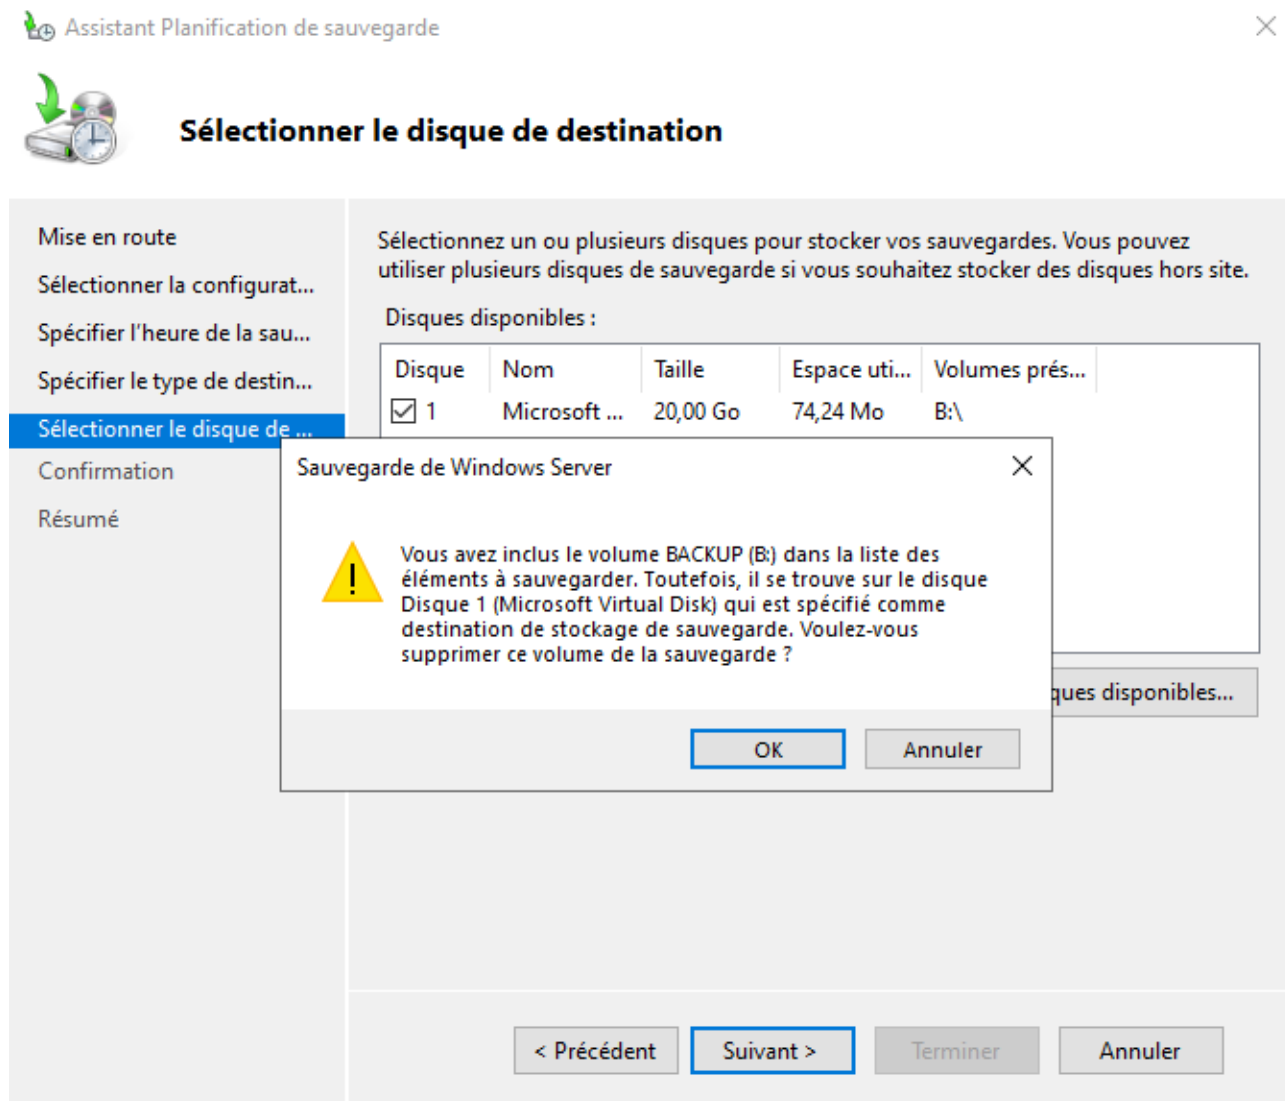 Assistant Planification de sauvegarde
Sélectionner le disque de destination
Mise en route
Sélectionner la configurat...
Spécifier l'heure de la sau...
Spécifier le type de destin...
Sélectionner le disque de ...
Confirmation
Résumé
Sélectionnez un ou plusieurs disques pour stocker vos sauvegardes. Vous pouvez
utiliser plusieurs disques de sauvegarde si vous souhaitez stocker des disques hors site.
Disques disponibles :
Disque Nom Taille Espace uti... Volumes prés...
1 Microsoft ... 20,00 Go 74,24 Mo B:\
Sauvegarde de Windows Server
Vous avez inclus le volume BACKUP (B:) dans la liste des
éléments à sauvegarder. Toutefois, il se trouve sur le disque
Disque 1 (Microsoft Virtual Disk) qui est spécifié comme
destination de stockage de sauvegarde. Voulez-vous
supprimer ce volume de la sauvegarde ?
OK Annuler
ques disponibles...
< Précédent Suivant > Terminer Annuler